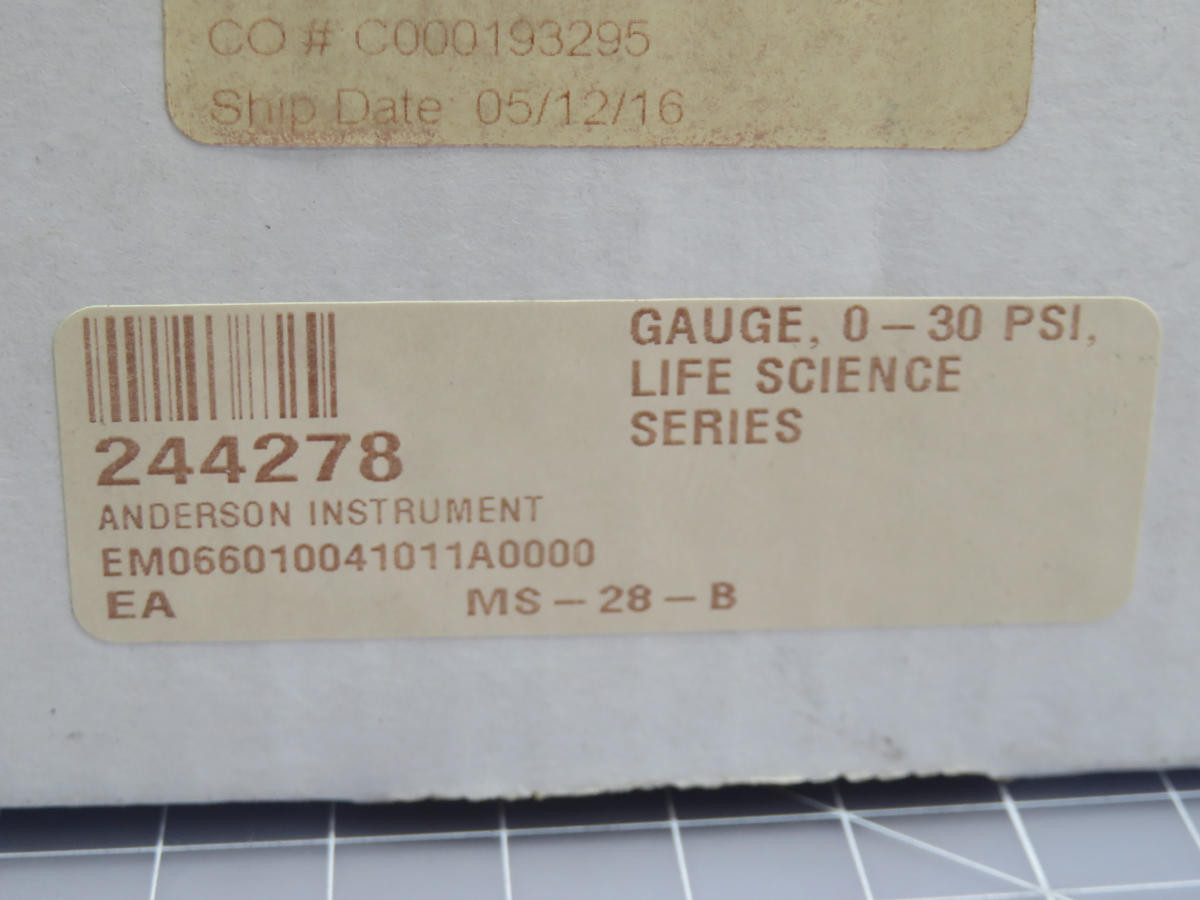 CO # C000193295
Ship Date 05/12/16
GAUGE, 0-30 PSI,
LIFE SCIENCE
SERIES
244278
ANDERSON INSTRUMENT
EM066010041011A0000
EA MS-28-B